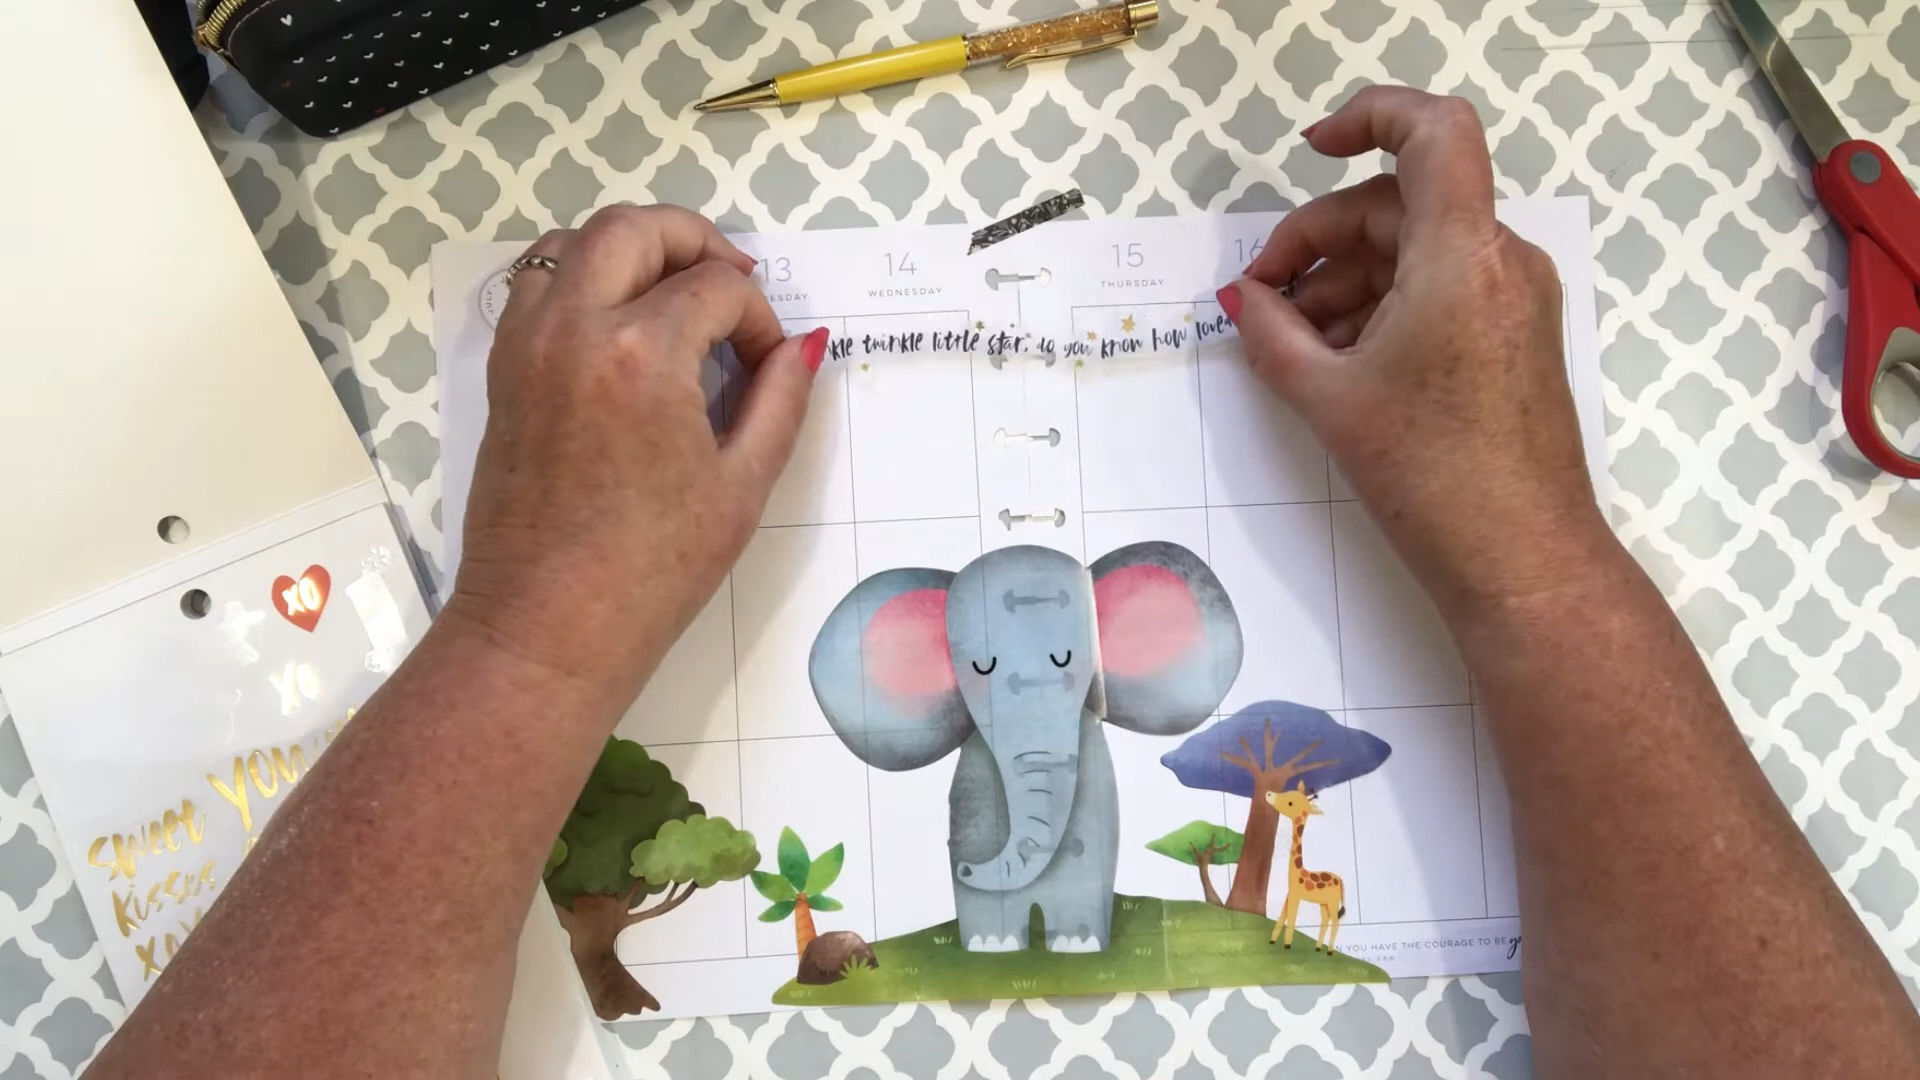 13
14
15
16
WEDNESDAY
THURSDAY
twinkle little star, do you know how loved
YOU HAVE THE COURAGE TO BE
XO
XO
sweet
kisses